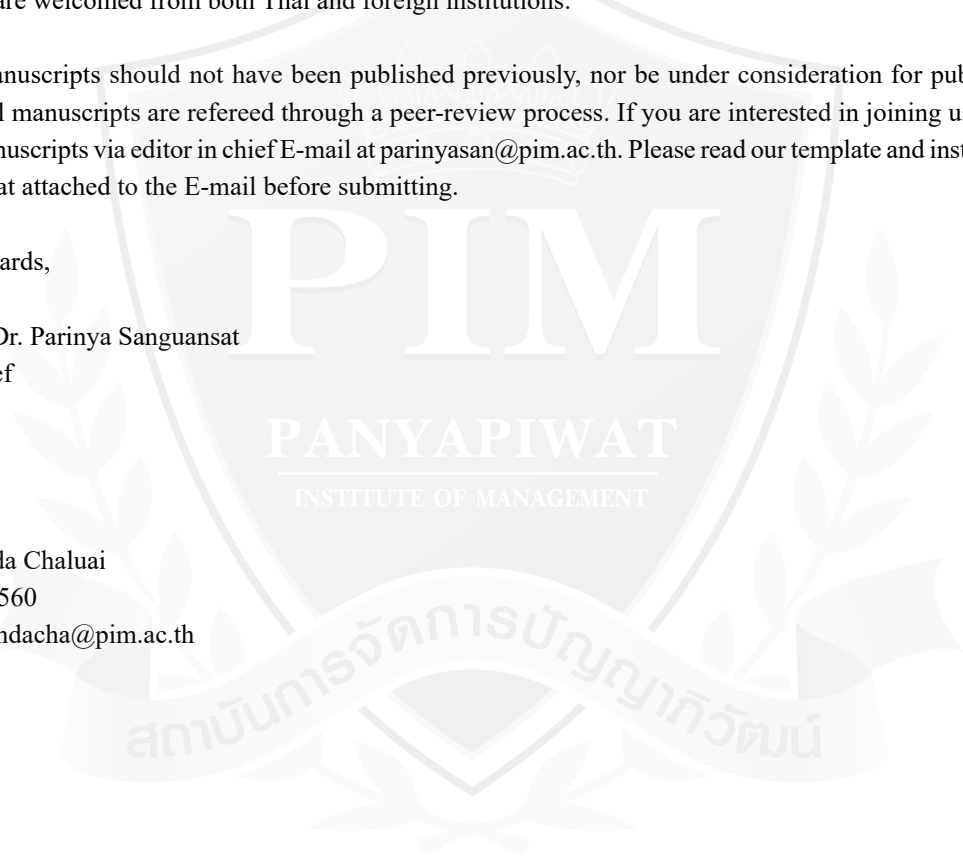 are welcomed from both Thai and foreign institutions.
nuscripts should not have been published previously, nor be under consideration for pub
l manuscripts are refereed through a peer-review process. If you are interested in joining u
nuscripts via editor in chief E-mail at parinyasan@pim.ac.th. Please read our template and inst
at attached to the E-mail before submitting.
ards,
Dr. Parinya Sanguansat
ef
PIM
PANYAPIWAT
INSTITUTE OF MANAGEMENT
da Chaluai
560
ndacha@pim.ac.th
สถาบันการจัดการปัญญาภิวัฒน์